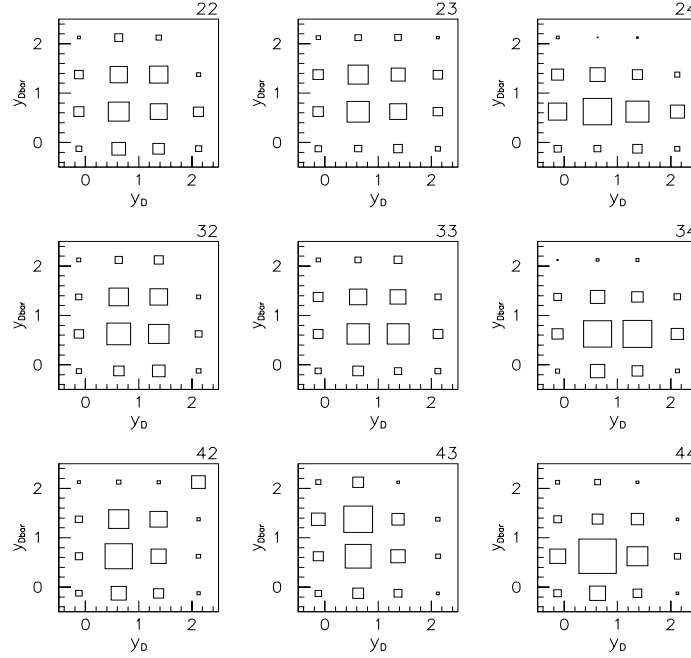 22 23 24
2 2 2
1 1 1
0 0 0
y_Dbar y_Dbar y_Dbar
0 1 2 0 1 2 0 1 2
y_D y_D y_D
32 33 34
2 2 2
1 1 1
0 0 0
y_Dbar y_Dbar y_Dbar
0 1 2 0 1 2 0 1 2
y_D y_D y_D
42 43 44
2 2 2
1 1 1
0 0 0
y_Dbar y_Dbar y_Dbar
0 1 2 0 1 2 0 1 2
y_D y_D y_D